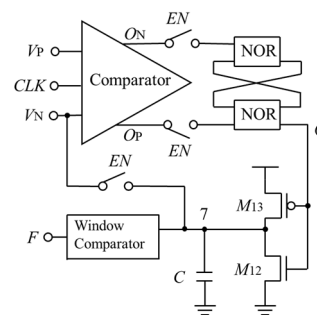 EN
ON
NOR
VP
CLK
Comparator
VN
OP
NOR
EN
EN
7
M13
F
Window
Comparator
C
M12